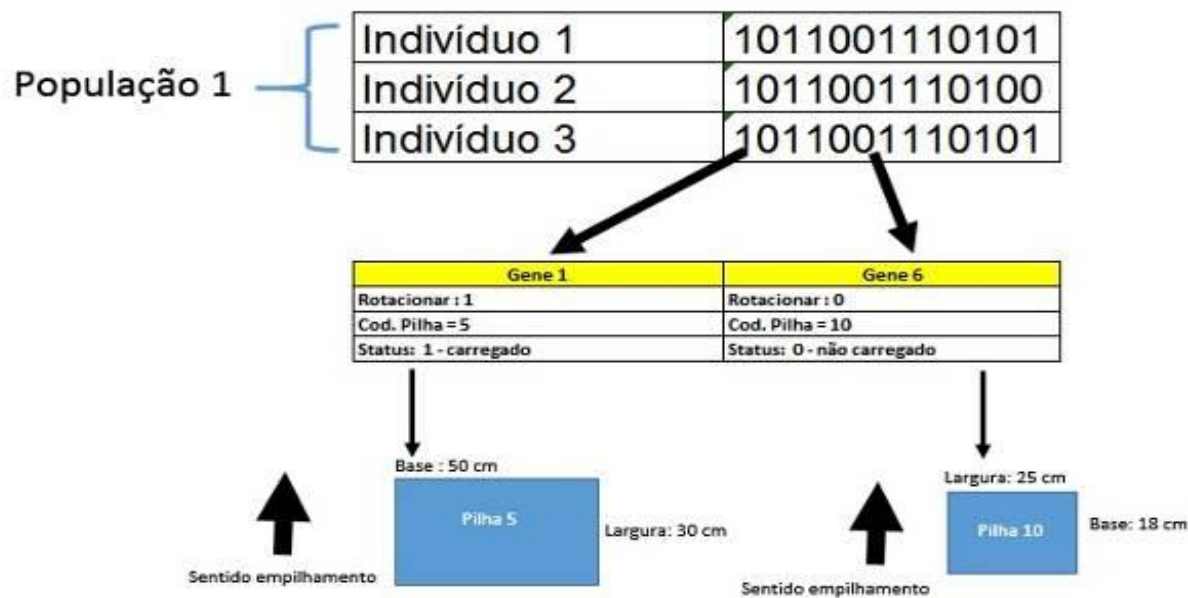 População 1
Indivíduo 1 1011001110101
Indivíduo 2 1011001110100
Indivíduo 3 1011001110101
Gene 1 Gene 6
Rotacionar : 1 Rotacionar : 0
Cod. Pilha = 5 Cod. Pilha = 10
Status: 1 - carregado Status: 0 - não carregado
Base : 50 cm
Pilha 5
Largura: 30 cm
Sentido empilhamento
Largura: 25 cm
Pilha 10
Base: 18 cm
Sentido empilhamento